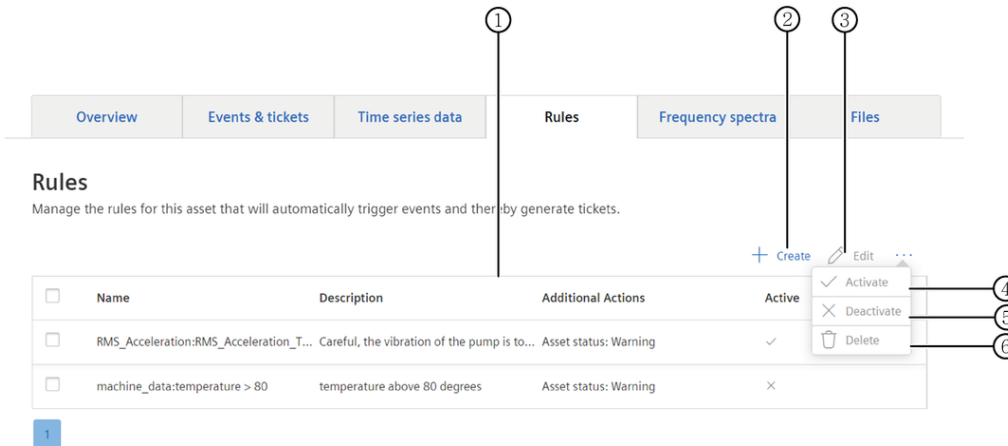 ① ② ③
Overview Events & tickets Time series data Rules Frequency spectra Files
Rules
Manage the rules for this asset that will automatically trigger events and thereby generate tickets.
Create Edit ...
Activate ④
Name Description Additional Actions Active
Deactivate ⑤
RMS_Acceleration:RMS_Acceleration_T... Careful, the vibration of the pump is to... Asset status: Warning
Delete ⑥
machine_data:temperature > 80 temperature above 80 degrees Asset status: Warning
1